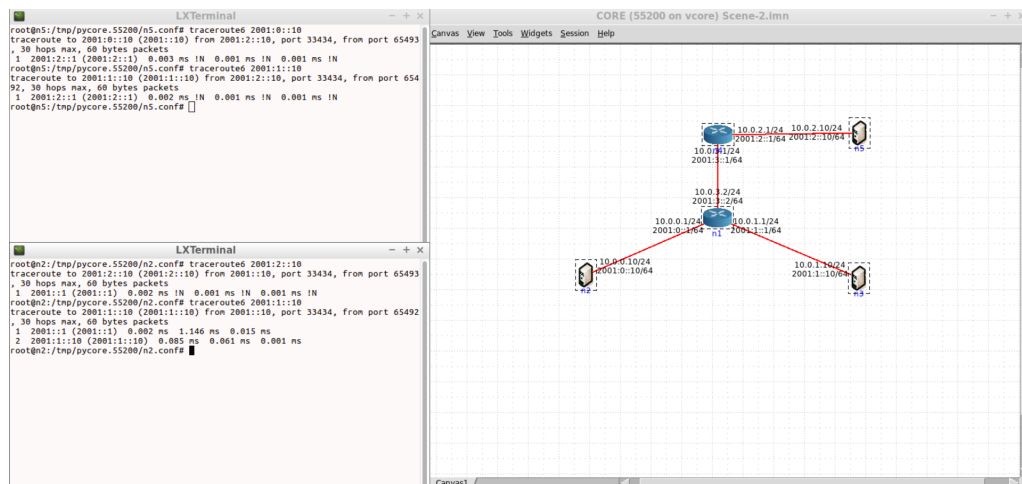 LXTerminal
root@n5:/tmp/pycore.55200/n5.conf# traceroute6 2001:0::10
traceroute to 2001:0::10 (2001::10) from 2001:2::10, port 33434, from port 65493
, 30 hops max, 60 bytes packets
1 2001:2::1 (2001:2::1) 0.003 ms !N 0.001 ms !N 0.001 ms !N
root@n5:/tmp/pycore.55200/n5.conf# traceroute6 2001:1::10
traceroute to 2001:1::10 (2001:1::10) from 2001:2::10, port 33434, from port 654
92, 30 hops max, 60 bytes packets
1 2001:2::1 (2001:2::1) 0.002 ms !N 0.001 ms !N 0.001 ms !N
root@n5:/tmp/pycore.55200/n5.conf#
LXTerminal
root@n2:/tmp/pycore.55200/n2.conf# traceroute6 2001:2::10
traceroute to 2001:2::10 (2001:2::10) from 2001::10, port 33434, from port 65493
, 30 hops max, 60 bytes packets
1 2001::1 (2001::1) 0.002 ms !N 0.001 ms !N 0.001 ms !N
root@n2:/tmp/pycore.55200/n2.conf# traceroute6 2001:1::10
traceroute to 2001:1::10 (2001:1::10) from 2001::10, port 33434, from port 65492
, 30 hops max, 60 bytes packets
1 2001::1 (2001::1) 0.002 ms 1.146 ms 0.015 ms
2 2001:1::10 (2001:1::10) 0.085 ms 0.061 ms 0.001 ms
root@n2:/tmp/pycore.55200/n2.conf#
CORE (55200 on vcore) Scene-2.imn
Canvas View Tools Widgets Session Help
10.0.2.1/24
2001:2::1/64
10.0.2.10/24
2001:2::10/64
n5
2001:3::1/64
10.0.3.2/24
2001:3::2/64
10.0.0.1/24
2001:0::1/64
n1
10.0.1.1/24
2001:1::1/64
10.0.0.10/24
2001:0::10/64
n2
10.0.1.10/24
2001:1::10/64
n3
Canvas1